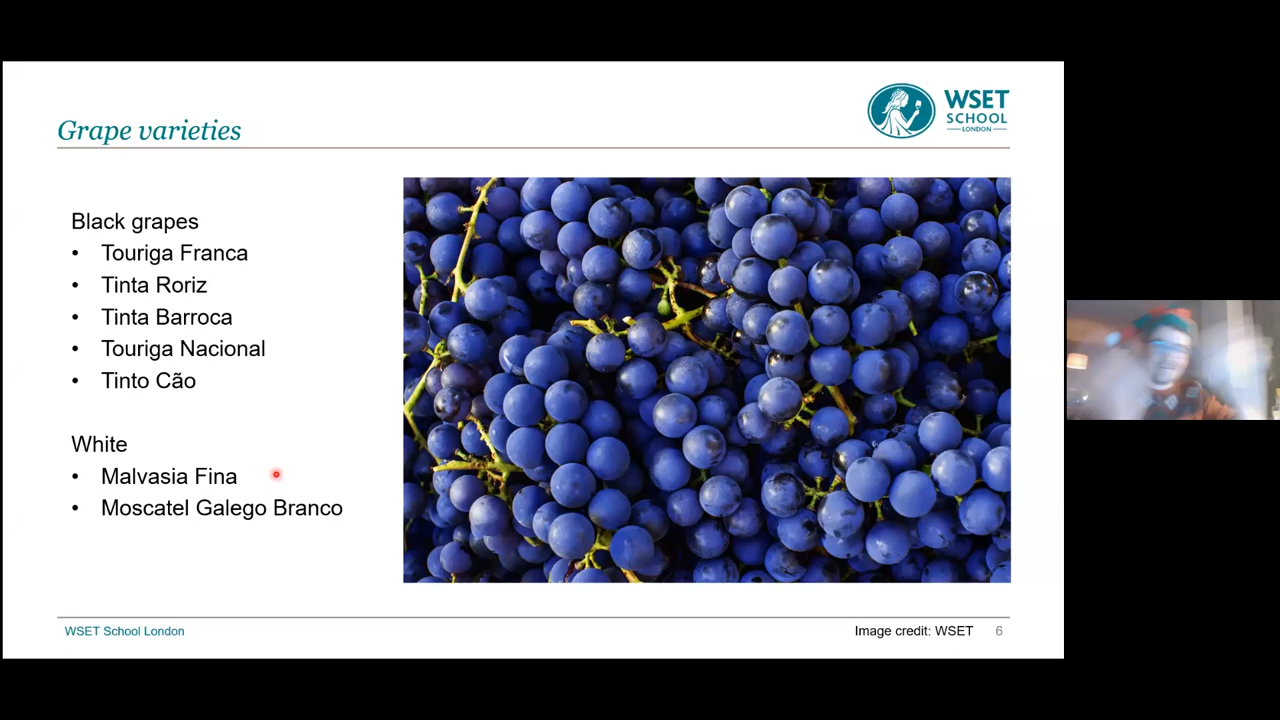 Grape varieties
WSET
SCHOOL
LONDON
Black grapes
• Touriga Franca
• Tinta Roriz
• Tinta Barroca
• Touriga Nacional
• Tinto Cão
White
• Malvasia Fina
• Moscatel Galego Branco
WSET School London
Image credit: WSET
6